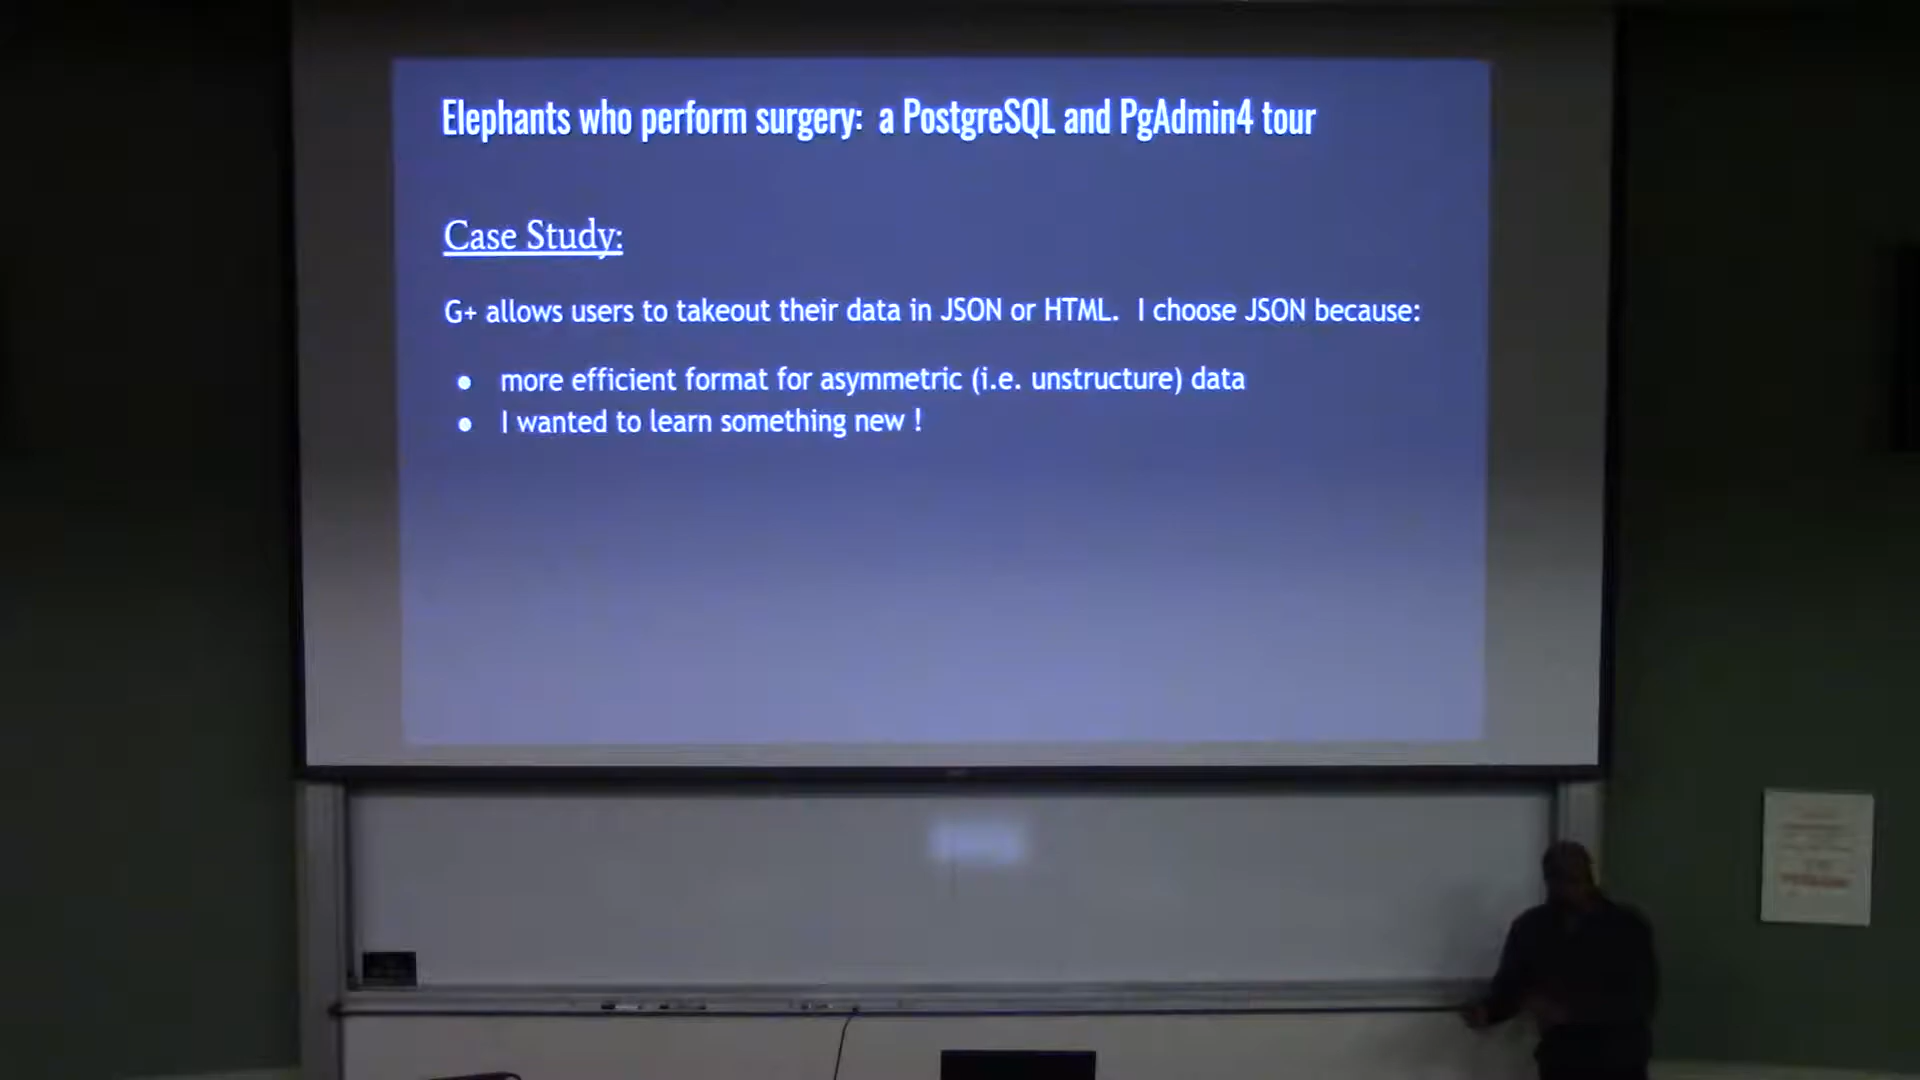 Elephants who perform surgery:  a PostgreSQL and PgAdmin4 tour
Case Study:
G+ allows users to takeout their data in JSON or HTML.  I choose JSON because:
● more efficient format for asymmetric (i.e. unstructure) data
● I wanted to learn something new !